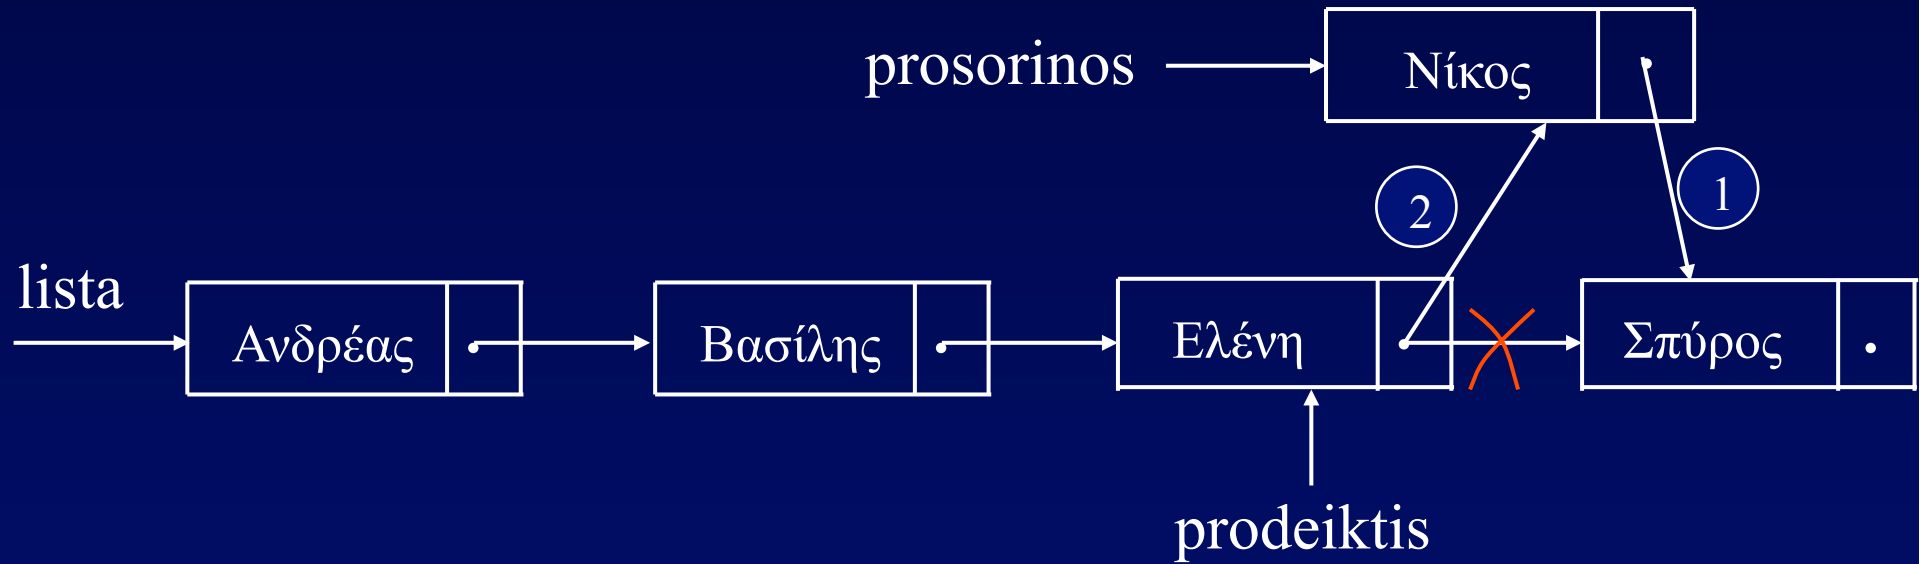 prosorinos
Νίκος
2
1
lista
Ανδρέας
Βασίλης
Ελένη
Σπύρος
prodeiktis